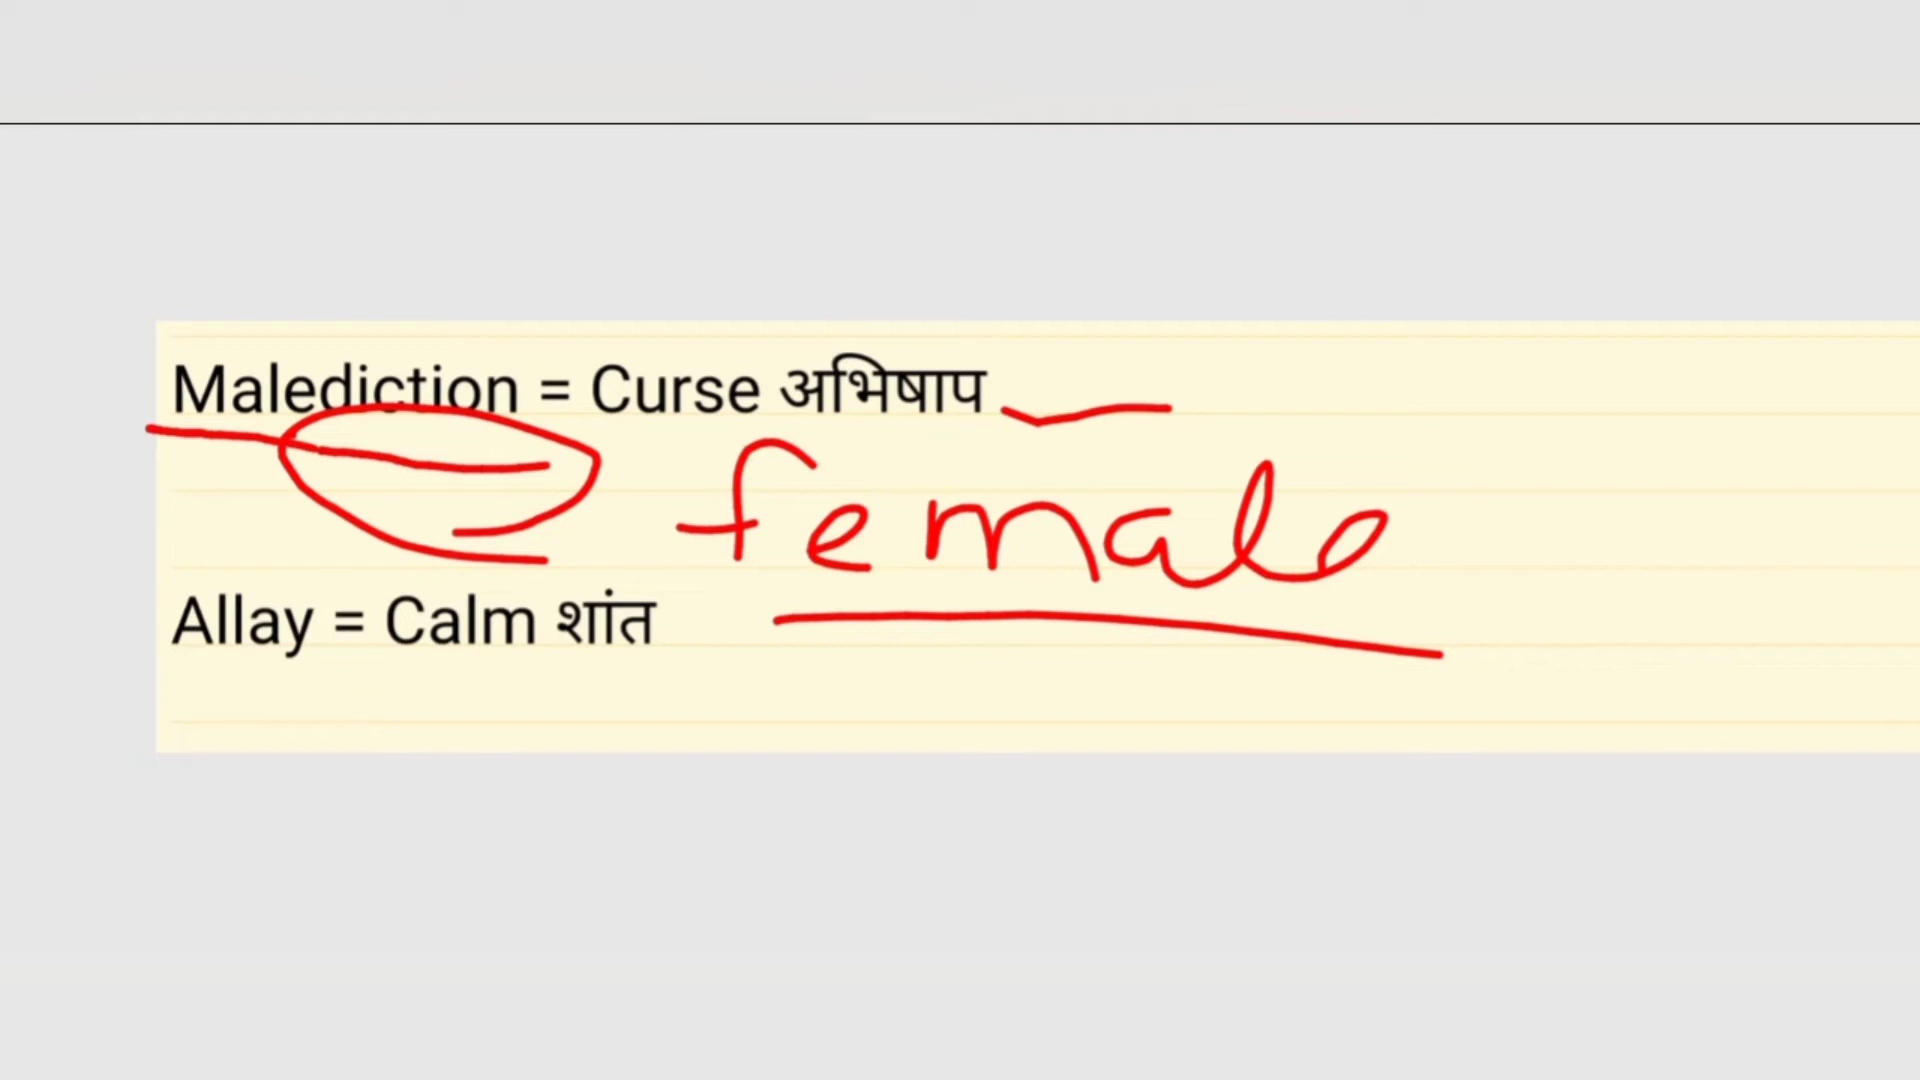 Malediction = Curse अभिषाप
female
Allay = Calm शांत